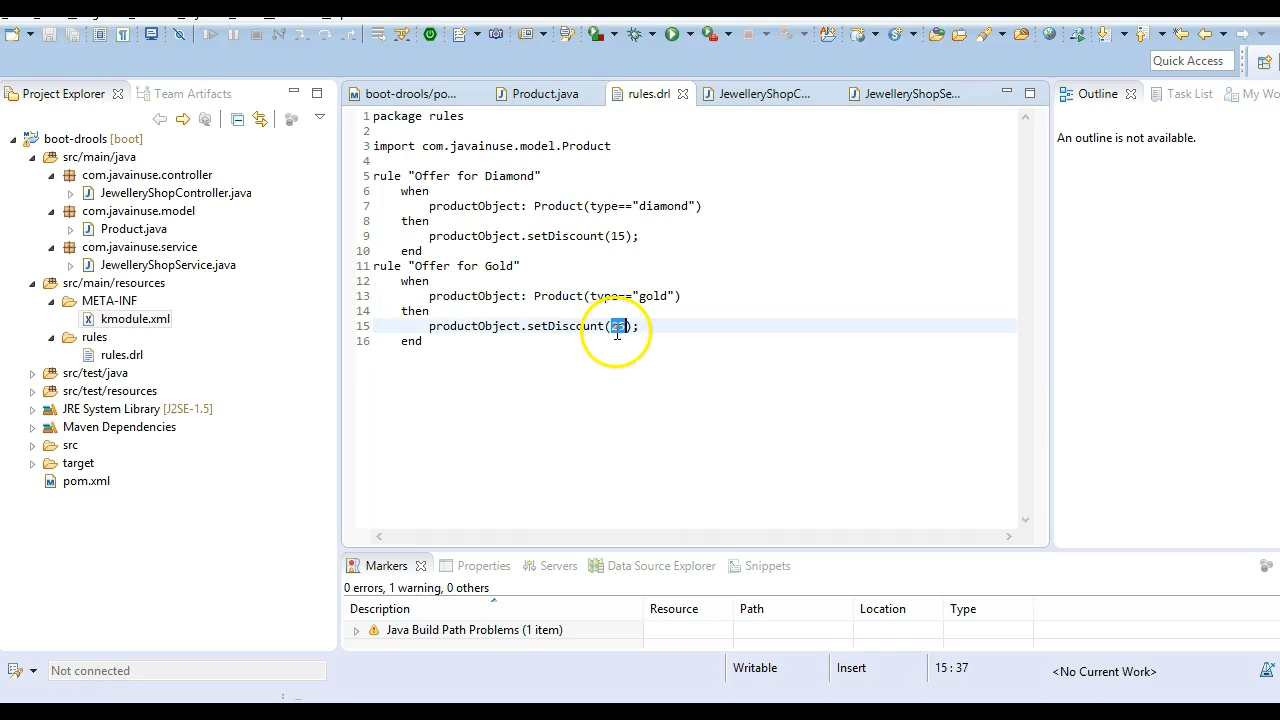 Quick Access
Project Explorer
Team Artifacts
boot-drools/po...
Product.java
rules.drl
JewelleryShopC...
JewelleryShopSe...
Outline
Task List
My Wo
An outline is not available.
boot-drools [boot]
src/main/java
com.javainuse.controller
JewelleryShopController.java
com.javainuse.model
Product.java
com.javainuse.service
JewelleryShopService.java
src/main/resources
META-INF
kmodule.xml
rules
rules.drl
src/test/java
src/test/resources
JRE System Library [J2SE-1.5]
Maven Dependencies
src
target
pom.xml
1 package rules
2
3 import com.javainuse.model.Product
4
5 rule "Offer for Diamond"
6 when
7 productObject: Product(type=="diamond")
8 then
9 productObject.setDiscount(15);
10 end
11 rule "Offer for Gold"
12 when
13 productObject: Product(type=="gold")
14 then
15 productObject.setDiscount(25);
16 end
Markers
Properties
Servers
Data Source Explorer
Snippets
0 errors, 1 warning, 0 others
Description
Resource
Path
Location
Type
Java Build Path Problems (1 item)
Not connected
Writable
Insert
15 : 37
<No Current Work>